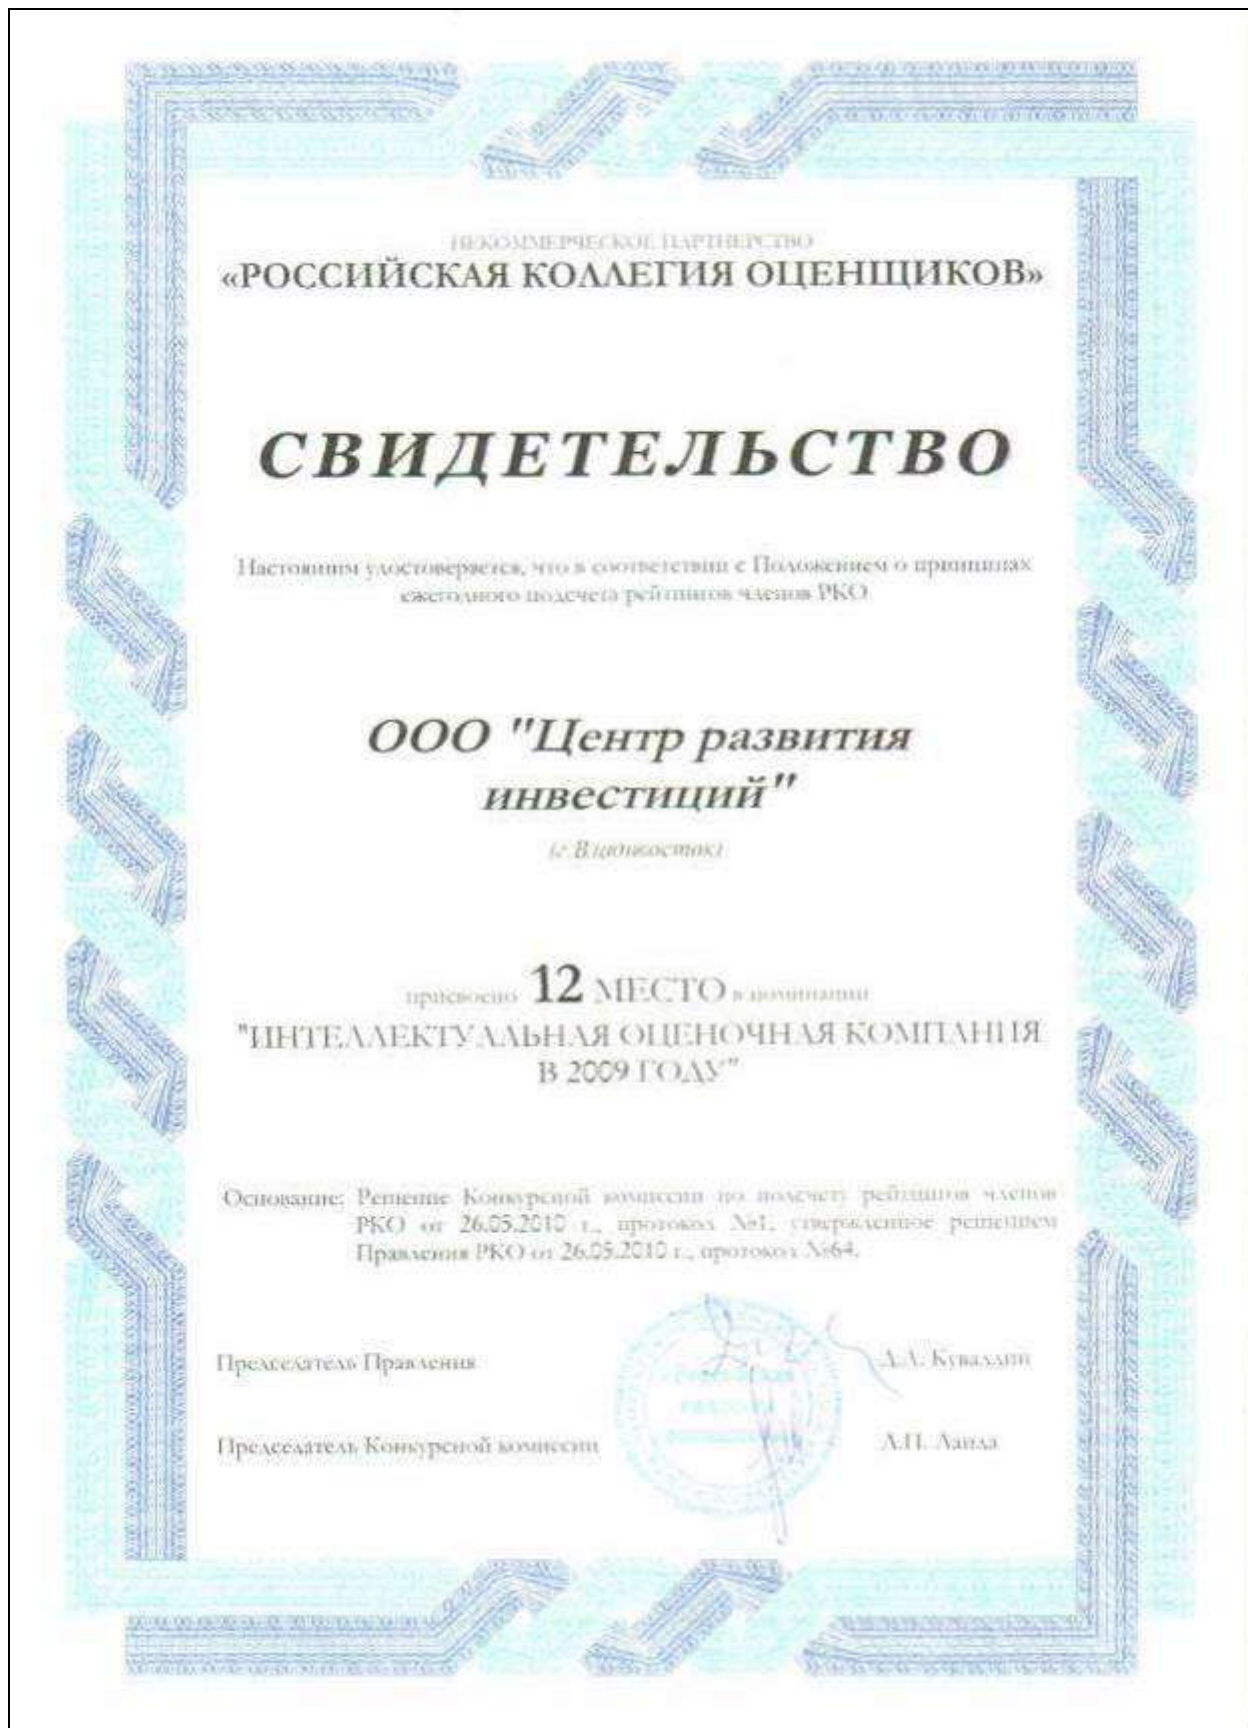 НЕКОММЕРЧЕСКОЕ ПАРТНЕРСТВО
«РОССИЙСКАЯ КОЛЛЕГИЯ ОЦЕНЩИКОВ»
СВИДЕТЕЛЬСТВО
Настоящим удостоверяется, что в соответствии с Положением о принципах
ежегодного подсчета рейтингов членов РКО
ООО "Центр развития
инвестиций"
(г. Владивосток)
присвоено 12 МЕСТО в номинации
"ИНТЕЛЛЕКТУАЛЬНАЯ ОЦЕНОЧНАЯ КОМПАНИЯ
В 2009 ГОДУ"
Основание: Решение Конкурсной комиссии по подсчету рейтингов членов
РКО от 26.05.2010 г., протокол №1, утвержденное решением
Правления РКО от 26.05.2010 г., протокол №64.
Председатель Правления
Председатель Конкурсной комиссии